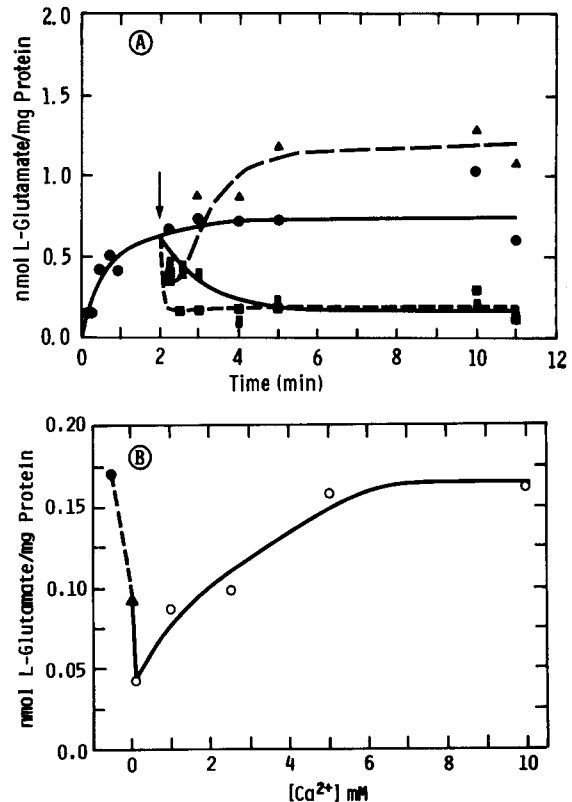 A
nmol L-Glutamate/mg Protein
2.0
1.5
1.0
0.5
0.0
0 2 4 6 8 10 12
Time (min)
B
nmol L-Glutamate/mg Protein
0.20
0.15
0.10
0.05
0.0
0 2 4 6 8 10
[Ca²⁺] mM